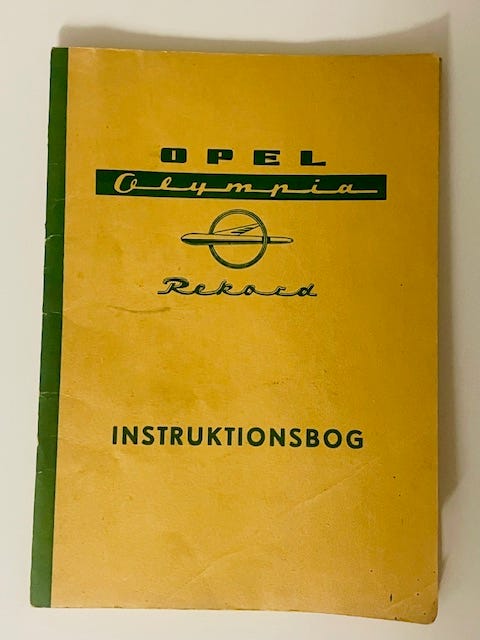 OPEL
Olympia
Rekord
INSTRUKTIONSBOG